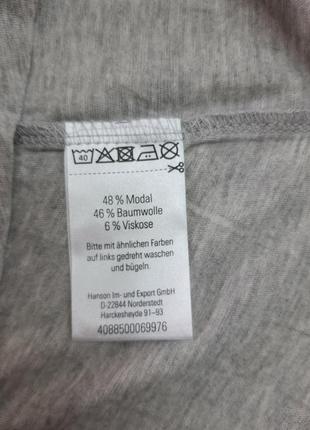 40
48 % Modal
46 % Baumwolle
6 % Viskose
Bitte mit ähnlichen Farben
auf links gedreht waschen
und bügeln.
Hanson Im- und Export GmbH
D-22844 Norderstedt
Harckesheyde 91–93
4088500069976